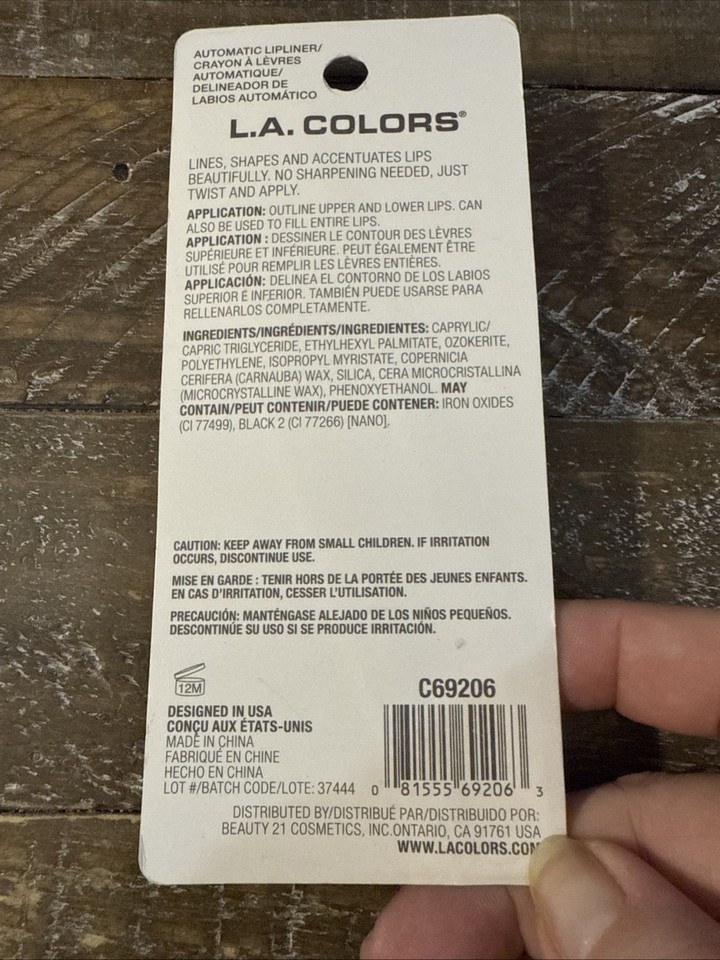 AUTOMATIC LIPLINER/
CRAYON À LÈVRES
AUTOMATIQUE/
DELINEADOR DE
LABIOS AUTOMÁTICO
L.A. COLORS®
LINES, SHAPES AND ACCENTUATES LIPS
BEAUTIFULLY. NO SHARPENING NEEDED, JUST
TWIST AND APPLY.
APPLICATION: OUTLINE UPPER AND LOWER LIPS. CAN
ALSO BE USED TO FILL ENTIRE LIPS.
APPLICATION : DESSINER LE CONTOUR DES LÈVRES
SUPÉRIEURE ET INFÉRIEURE. PEUT ÉGALEMENT ÊTRE
UTILISÉ POUR REMPLIR LES LÈVRES ENTIÈRES.
APPLICACIÓN: DELINEA EL CONTORNO DE LOS LABIOS
SUPERIOR E INFERIOR. TAMBIÉN PUEDE USARSE PARA
RELLENARLOS COMPLETAMENTE.
INGREDIENTS/INGRÉDIENTS/INGREDIENTES: CAPRYLIC/
CAPRIC TRIGLYCERIDE, ETHYLHEXYL PALMITATE, OZOKERITE,
POLYETHYLENE, ISOPROPYL MYRISTATE, COPERNICIA
CERIFERA (CARNAUBA) WAX, SILICA, CERA MICROCRISTALLINA
(MICROCRYSTALLINE WAX), PHENOXYETHANOL. MAY
CONTAIN/PEUT CONTENIR/PUEDE CONTENER: IRON OXIDES
(CI 77499), BLACK 2 (CI 77266) [NANO].
CAUTION: KEEP AWAY FROM SMALL CHILDREN. IF IRRITATION
OCCURS, DISCONTINUE USE.
MISE EN GARDE : TENIR HORS DE LA PORTÉE DES JEUNES ENFANTS.
EN CAS D'IRRITATION, CESSER L'UTILISATION.
PRECAUCIÓN: MANTÉNGASE ALEJADO DE LOS NIÑOS PEQUEÑOS.
DESCONTINÚE SU USO SI SE PRODUCE IRRITACIÓN.
12M
DESIGNED IN USA
CONÇU AUX ÉTATS-UNIS
MADE IN CHINA
FABRIQUÉ EN CHINE
HECHO EN CHINA
LOT #/BATCH CODE/LOTE: 37444
C69206
0 81555 69206 3
DISTRIBUTED BY/DISTRIBUÉ PAR/DISTRIBUIDO POR:
BEAUTY 21 COSMETICS, INC.ONTARIO, CA 91761 USA
WWW.LACOLORS.COM